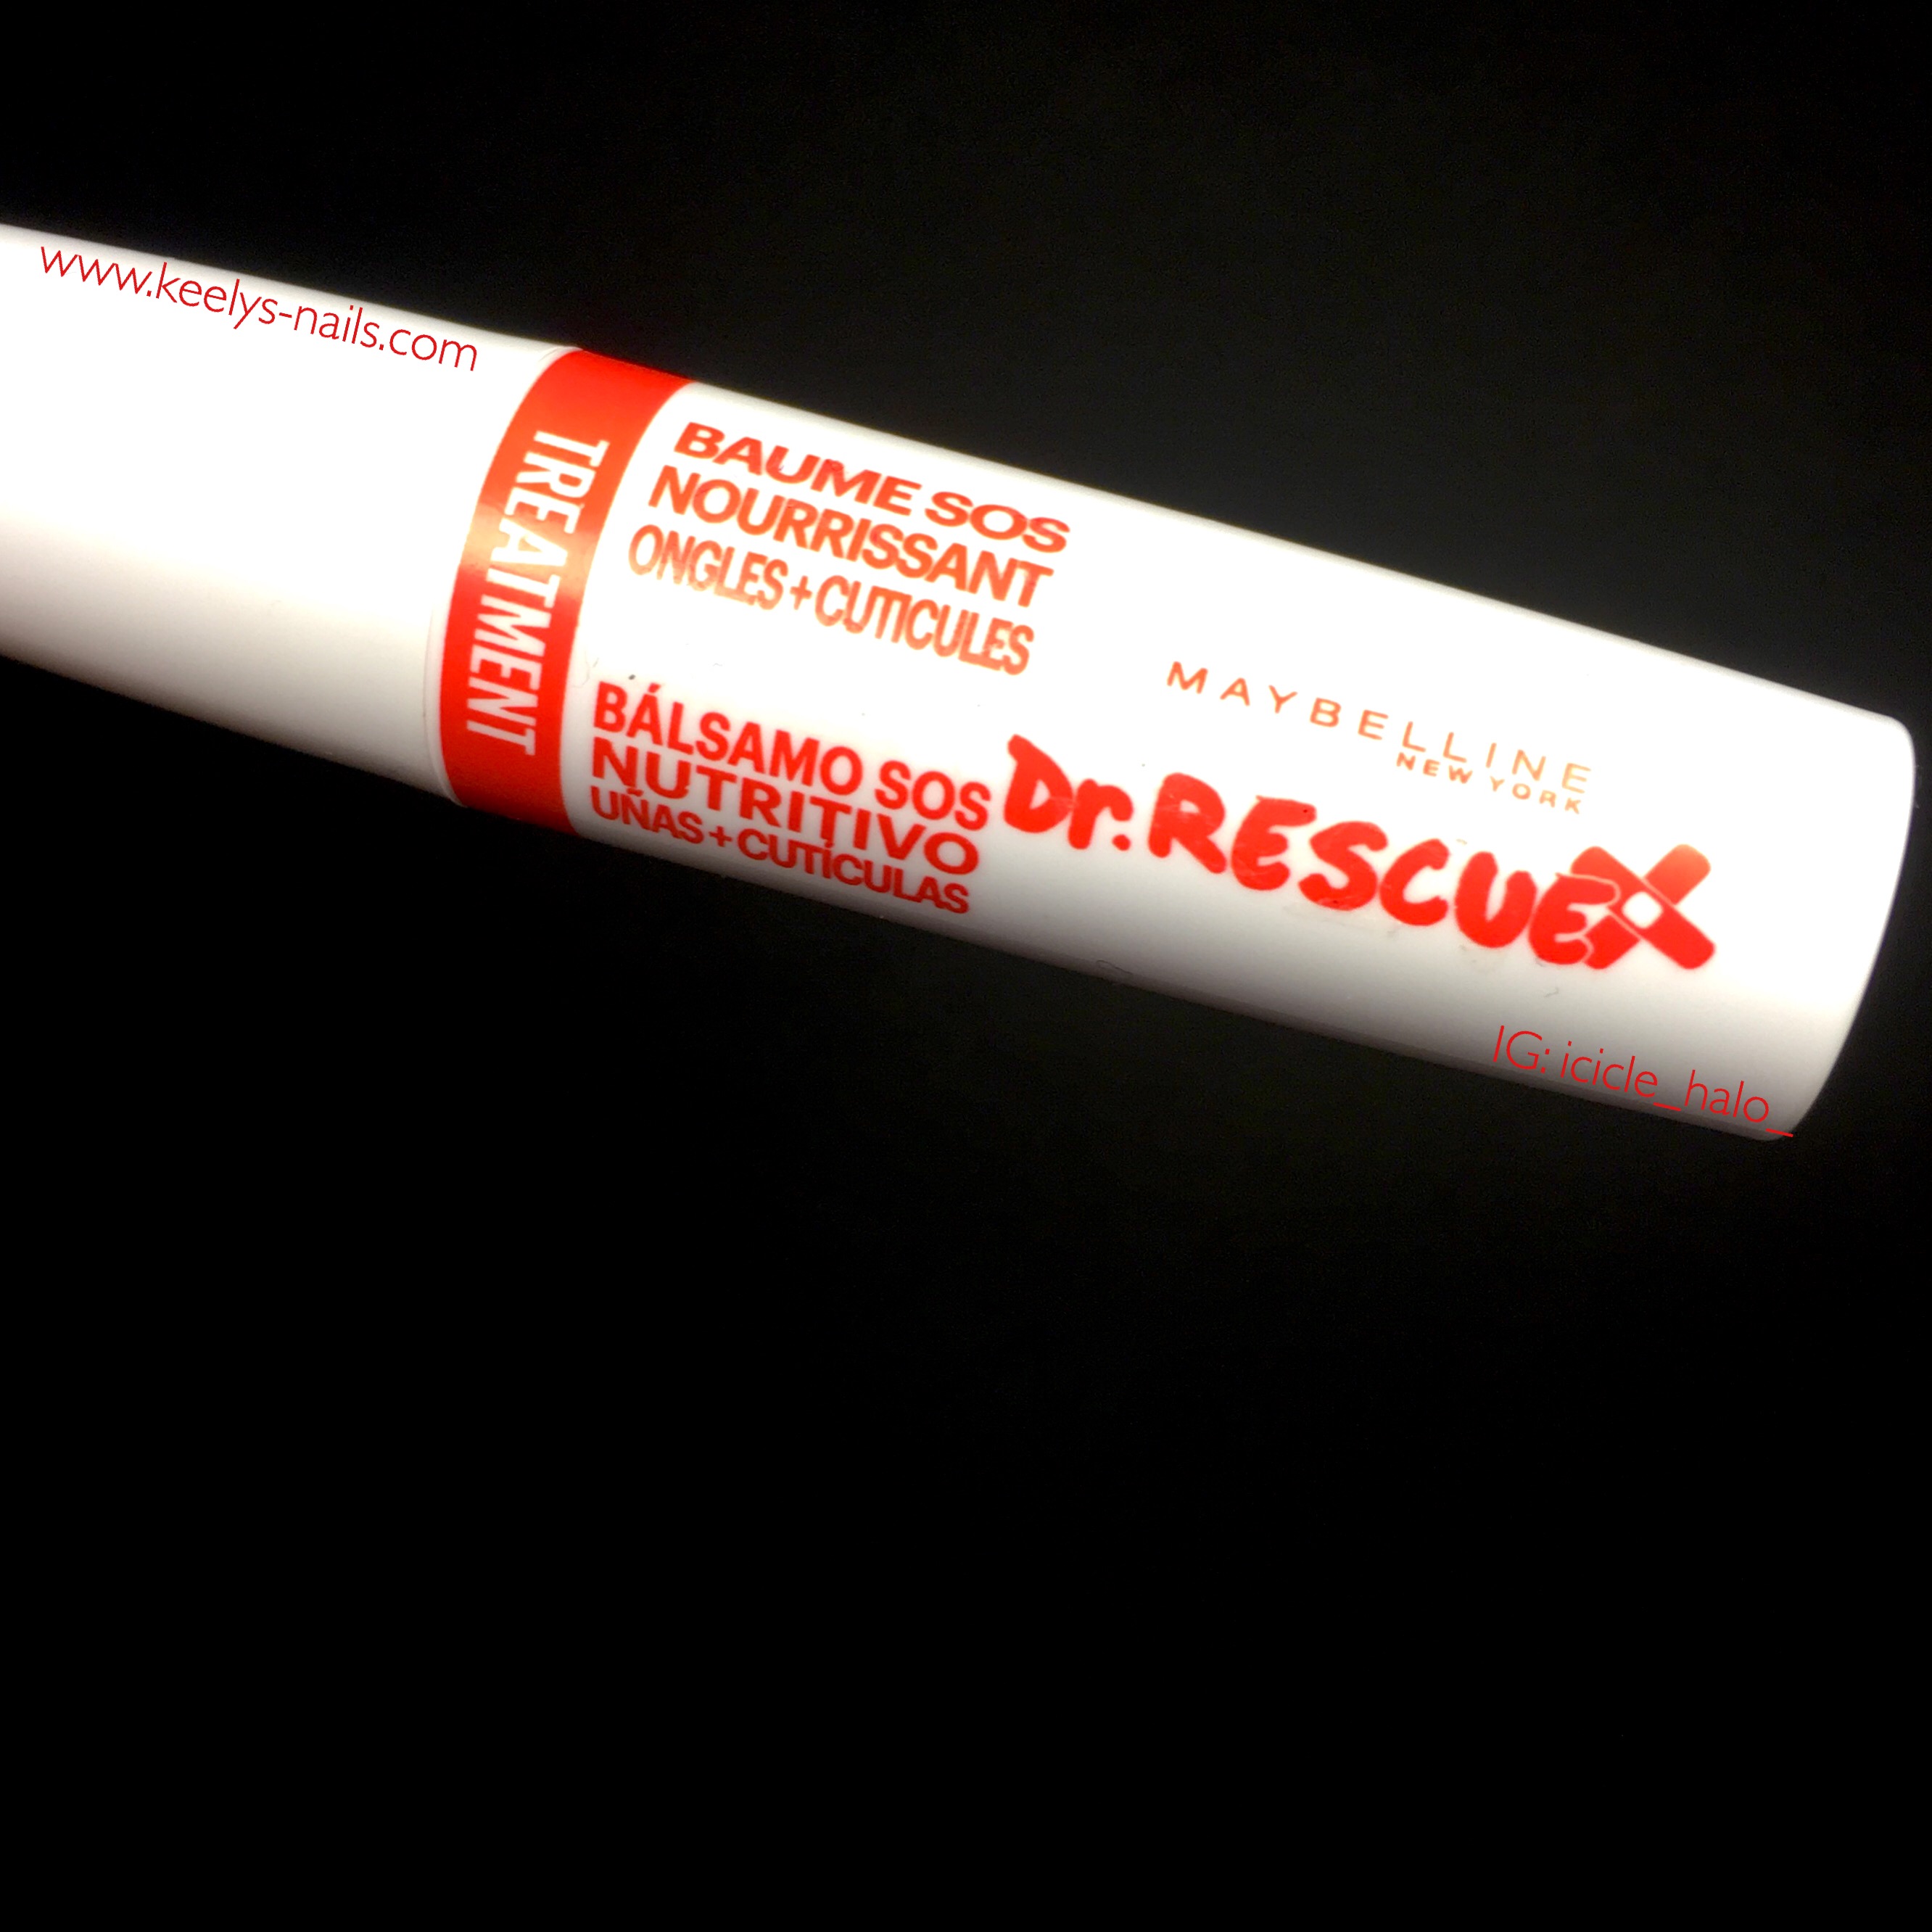 www.keelys-nails.com
TREATMENT
BAUME SOS
NOURRISSANT
ONGLES + CUTICULES
BÁLSAMO SOS
NUTRITIVO
UÑAS + CUTÍCULAS
MAYBELLINE
NEW YORK
Dr. RESCUE
IG: icicle_halo_